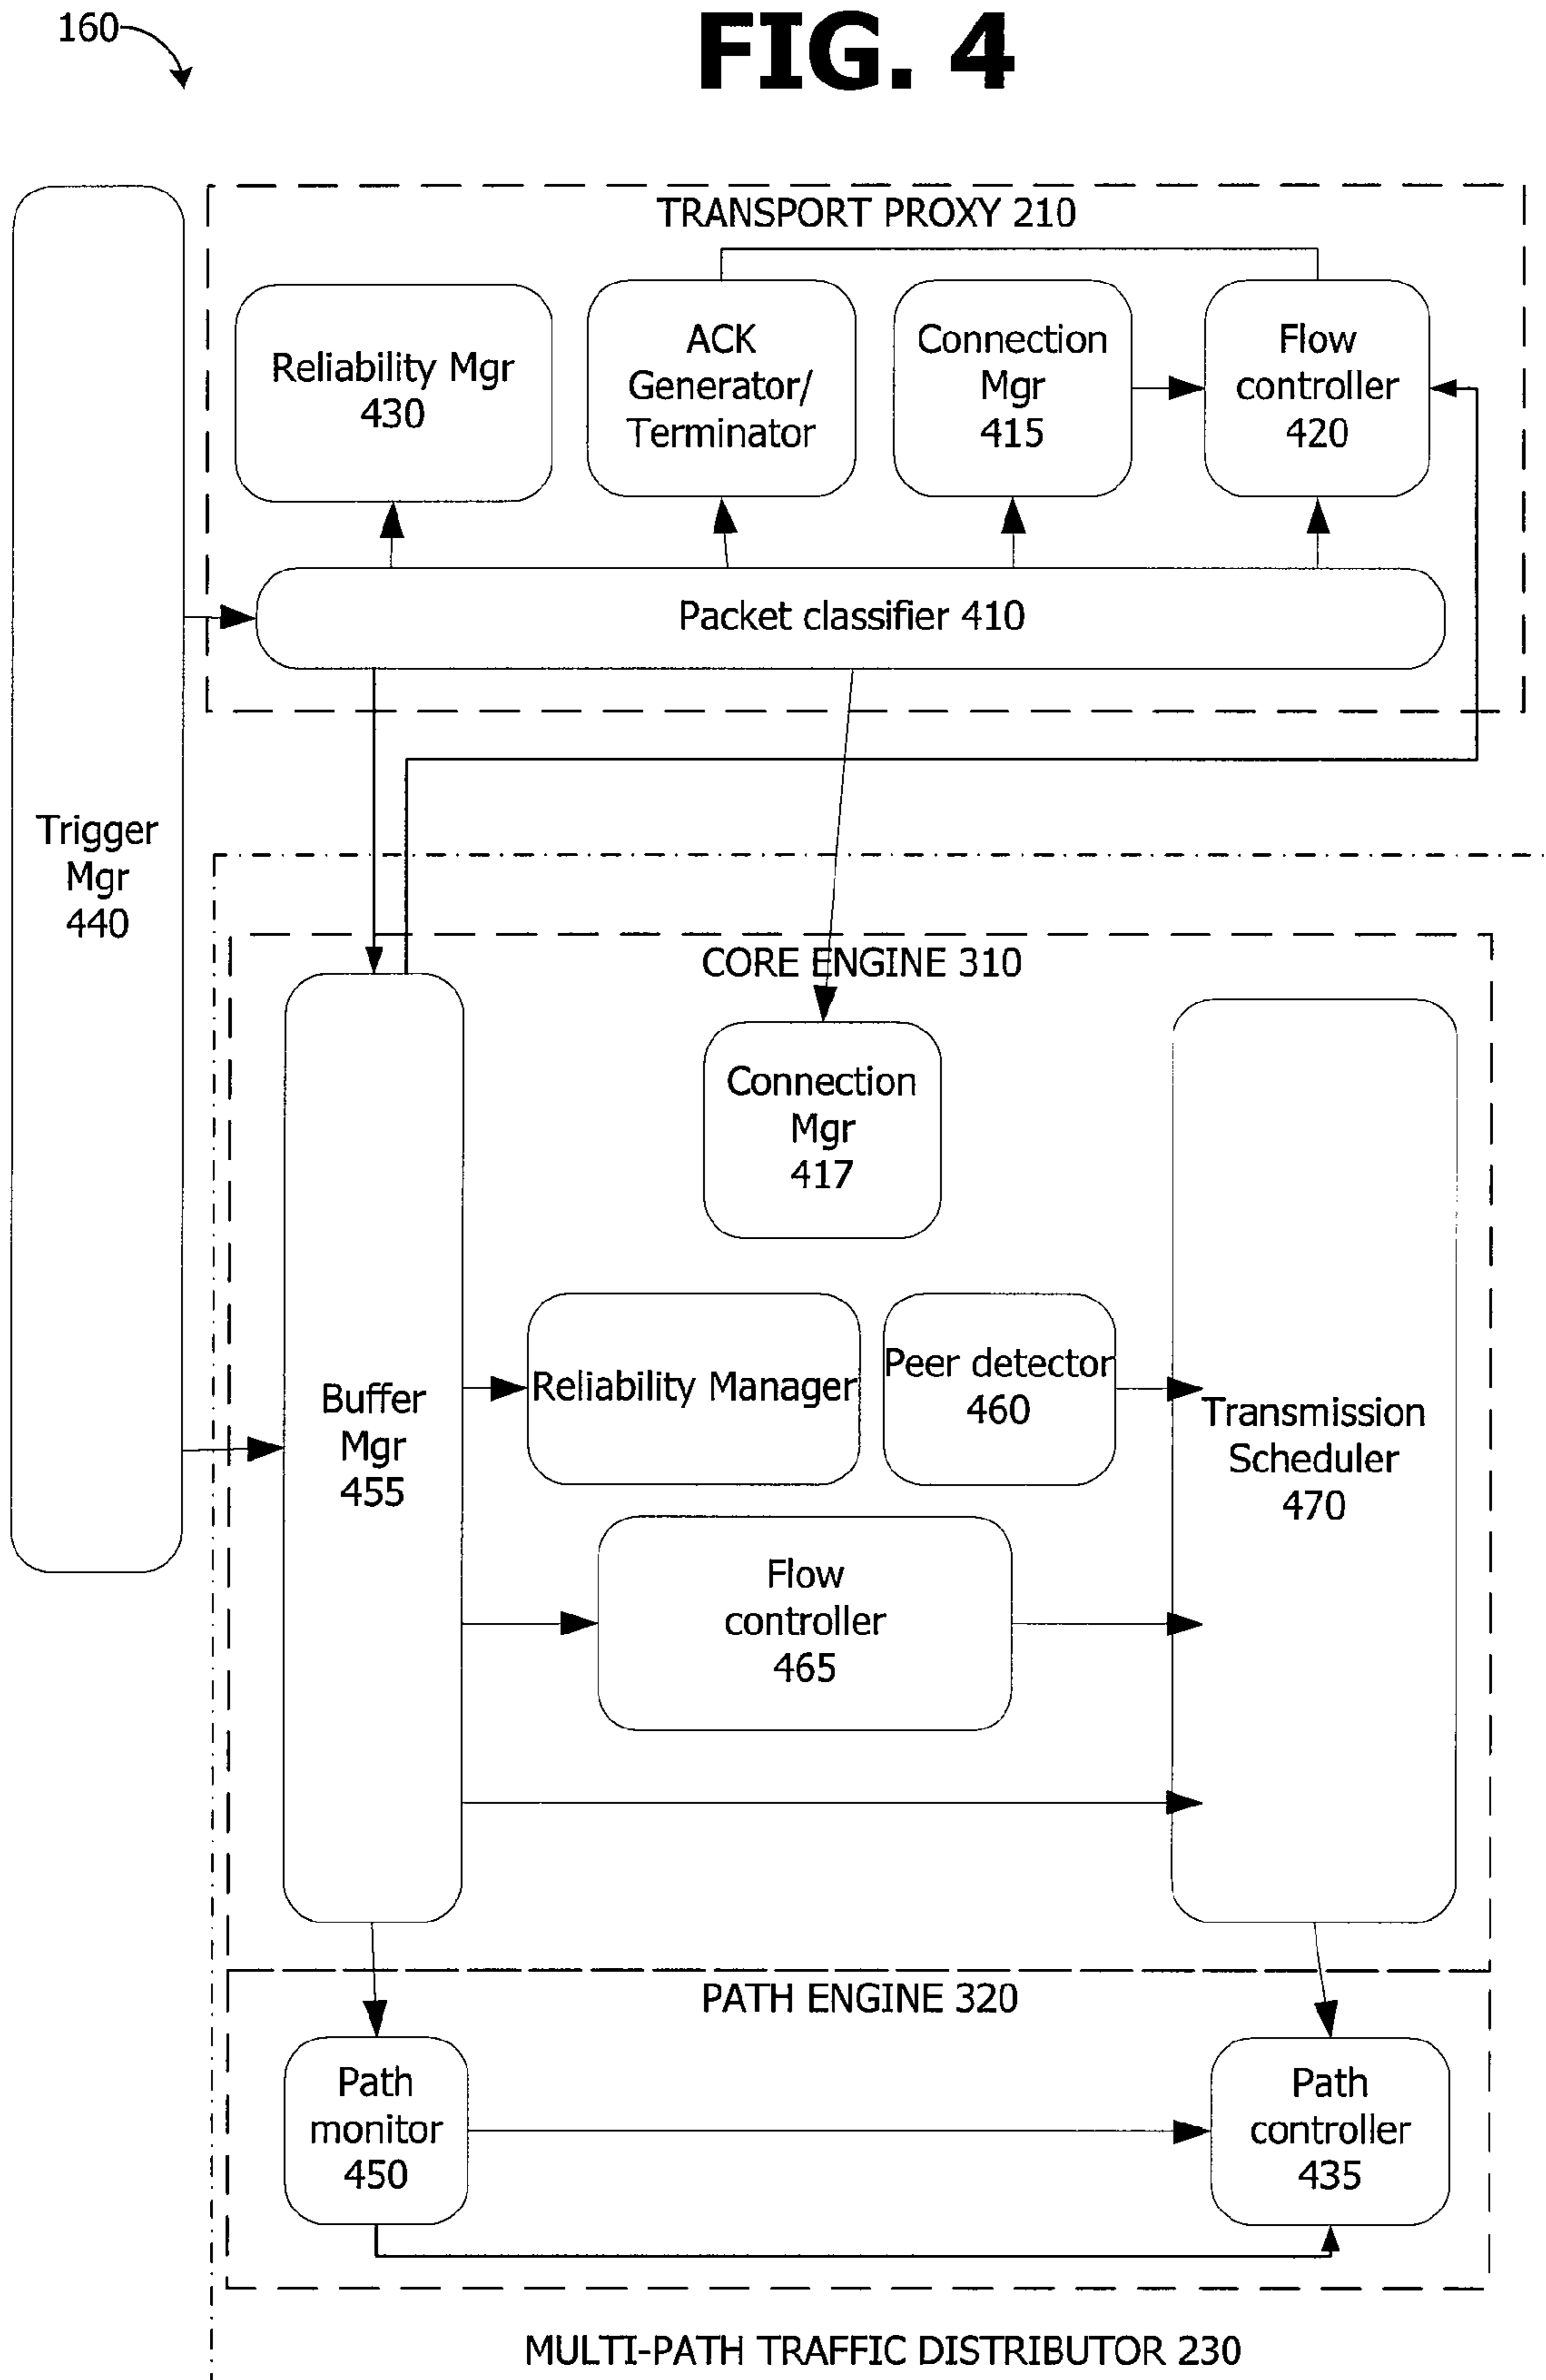 160
FIG. 4
TRANSPORT PROXY 210
Reliability Mgr
430
ACK
Generator/
Terminator
Connection
Mgr
415
Flow
controller
420
Packet classifier 410
Trigger
Mgr
440
CORE ENGINE 310
Connection
Mgr
417
Buffer
Mgr
455
Reliability Manager
Peer detector
460
Transmission
Scheduler
470
Flow
controller
465
PATH ENGINE 320
Path
monitor
450
Path
controller
435
MULTI-PATH TRAFFIC DISTRIBUTOR 230